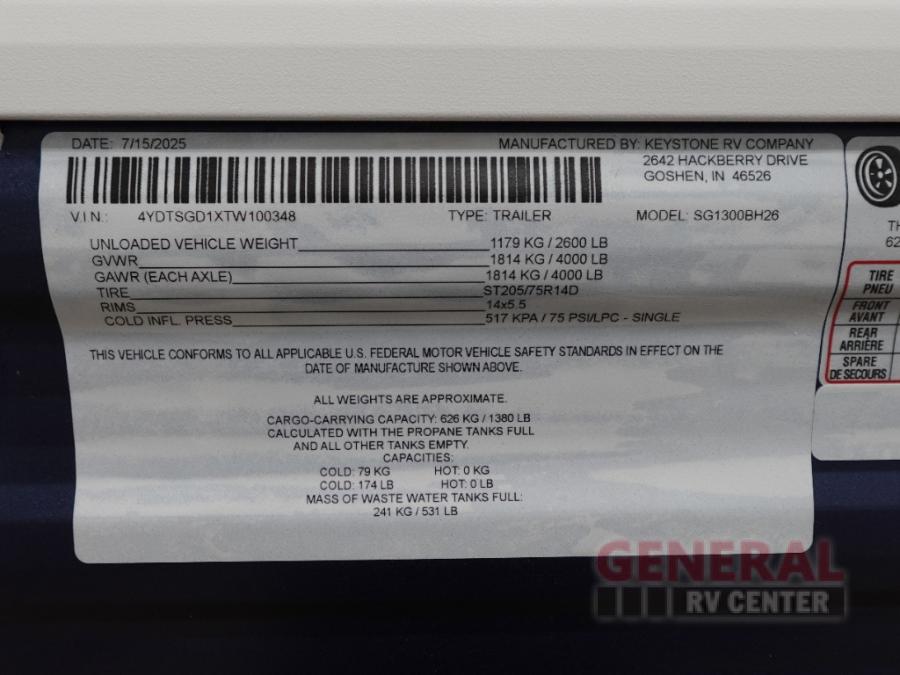 DATE: 7/15/2025
MANUFACTURED BY: KEYSTONE RV COMPANY
2642 HACKBERRY DRIVE
GOSHEN, IN 46526
V.I.N.: 4YDTSGD1XTW100348 TYPE: TRAILER MODEL: SG1300BH26
UNLOADED VEHICLE WEIGHT 1179 KG / 2600 LB
GVWR 1814 KG / 4000 LB
GAWR (EACH AXLE) 1814 KG / 4000 LB
TIRE ST205/75R14D
RIMS 14x5.5
COLD INFL. PRESS 517 KPA / 75 PSI/LPC - SINGLE
THIS VEHICLE CONFORMS TO ALL APPLICABLE U.S. FEDERAL MOTOR VEHICLE SAFETY STANDARDS IN EFFECT ON THE
DATE OF MANUFACTURE SHOWN ABOVE.
ALL WEIGHTS ARE APPROXIMATE.
CARGO-CARRYING CAPACITY: 626 KG / 1380 LB
CALCULATED WITH THE PROPANE TANKS FULL
AND ALL OTHER TANKS EMPTY.
CAPACITIES:
COLD: 79 KG HOT: 0 KG
COLD: 174 LB HOT: 0 LB
MASS OF WASTE WATER TANKS FULL:
241 KG / 531 LB
TH
62
TIRE
PNEU
FRONT
AVANT
REAR
ARRIÈRE
SPARE
DE SECOURS
GENERAL
RV CENTER